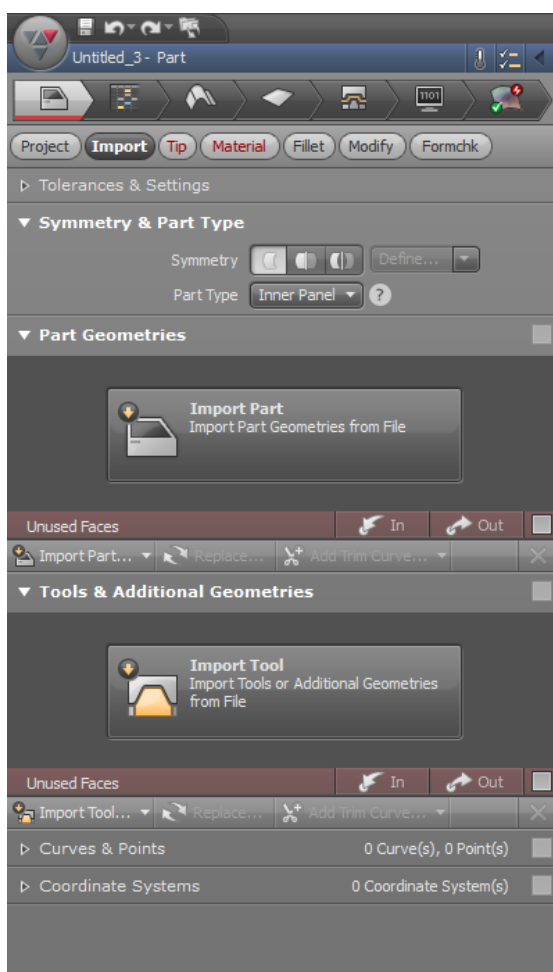 Untitled_3 - Part
1101
Project Import Tip Material Fillet Modify Formchk
Tolerances & Settings
Symmetry & Part Type
Symmetry Define...
Part Type Inner Panel ?
Part Geometries
Import Part
Import Part Geometries from File
Unused Faces In Out
Import Part... Replace... Add Trim Curve...
Tools & Additional Geometries
Import Tool
Import Tools or Additional Geometries
from File
Unused Faces In Out
Import Tool... Replace... Add Trim Curve...
Curves & Points 0 Curve(s), 0 Point(s)
Coordinate Systems 0 Coordinate System(s)